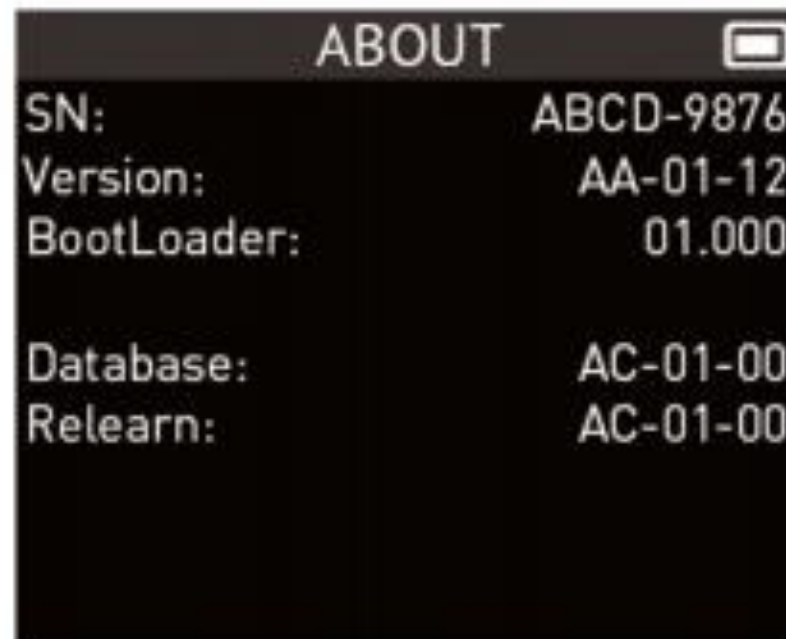 ABOUT
SN: ABCD-9876
Version: AA-01-12
BootLoader: 01.000
Database: AC-01-00
Relearn: AC-01-00